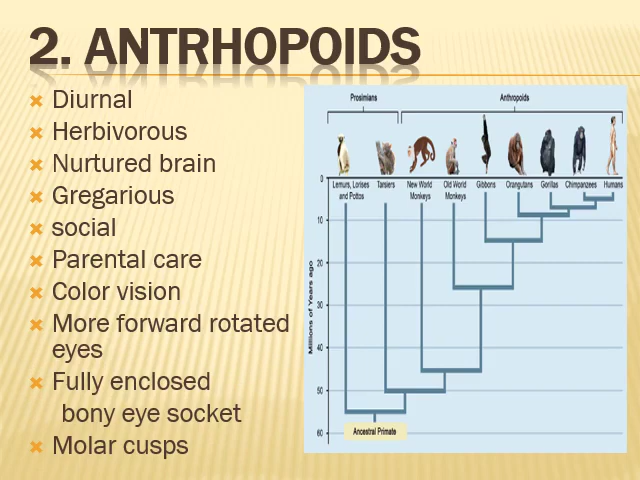 2. ANTRHOPOIDS
Diurnal
Herbivorous
Nurtured brain
Gregarious
social
Parental care
Color vision
More forward rotated
eyes
Fully enclosed
bony eye socket
Molar cusps
Prosimians
Anthropoids
Lemurs, Lorises
and Pottos
Tarsiers
New World
Monkeys
Old World
Monkeys
Gibbons
Orangutans
Gorillas
Chimpanzees
Humans
Millions of Years ago
0
10
20
30
40
50
60
Ancestral Primate